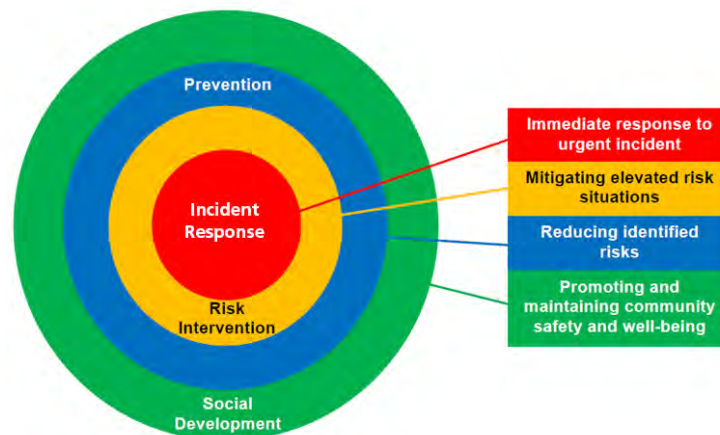 Prevention
Incident
Response
Risk
Intervention
Social
Development
Immediate response to
urgent incident
Mitigating elevated risk
situations
Reducing identified
risks
Promoting and
maintaining community
safety and well-being